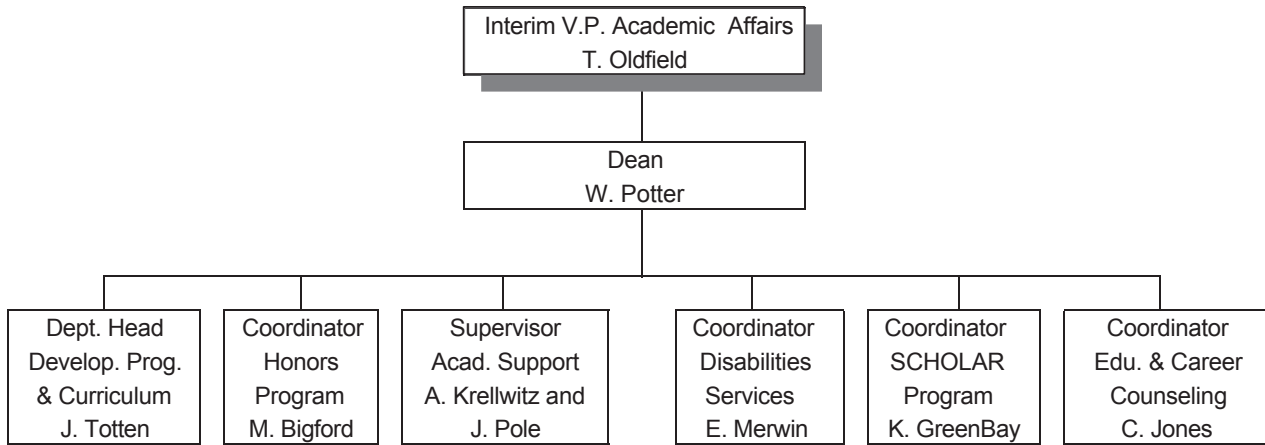 Interim V.P. Academic Affairs
T. Oldfield
Dean
W. Potter
Dept. Head
Develop. Prog.
& Curriculum
J. Totten
Coordinator
Honors
Program
M. Bigford
Supervisor
Acad. Support
A. Krellwitz and
J. Pole
Coordinator
Disabilities
Services
E. Merwin
Coordinator
SCHOLAR
Program
K. GreenBay
Coordinator
Edu. & Career
Counseling
C. Jones